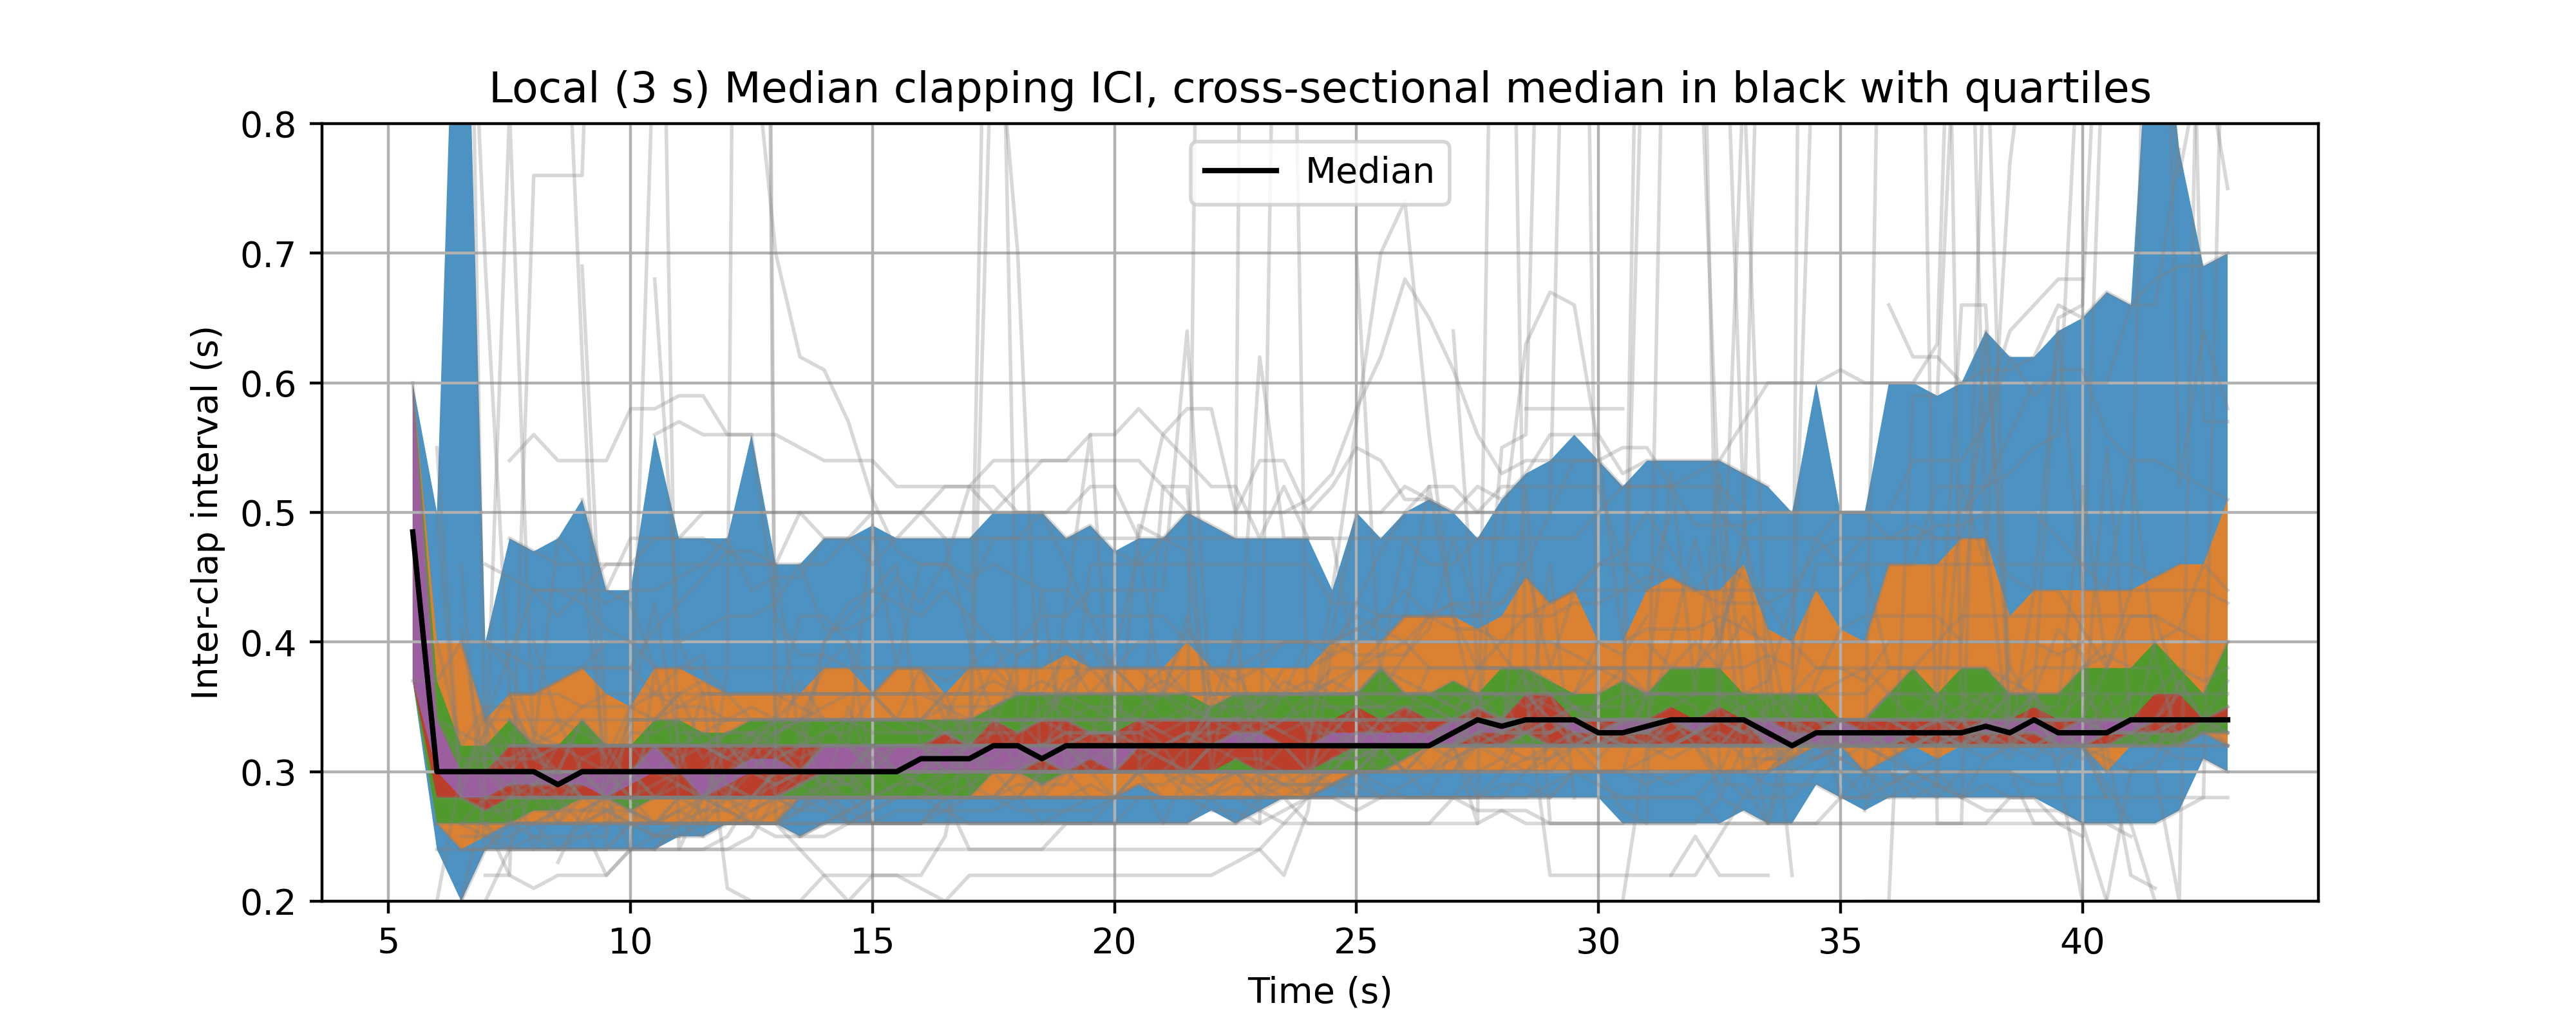 Local (3 s) Median clapping ICI, cross-sectional median in black with quartiles
Median
Inter-clap interval (s)
0.8
0.7
0.6
0.5
0.4
0.3
0.2
5 10 15 20 25 30 35 40
Time (s)